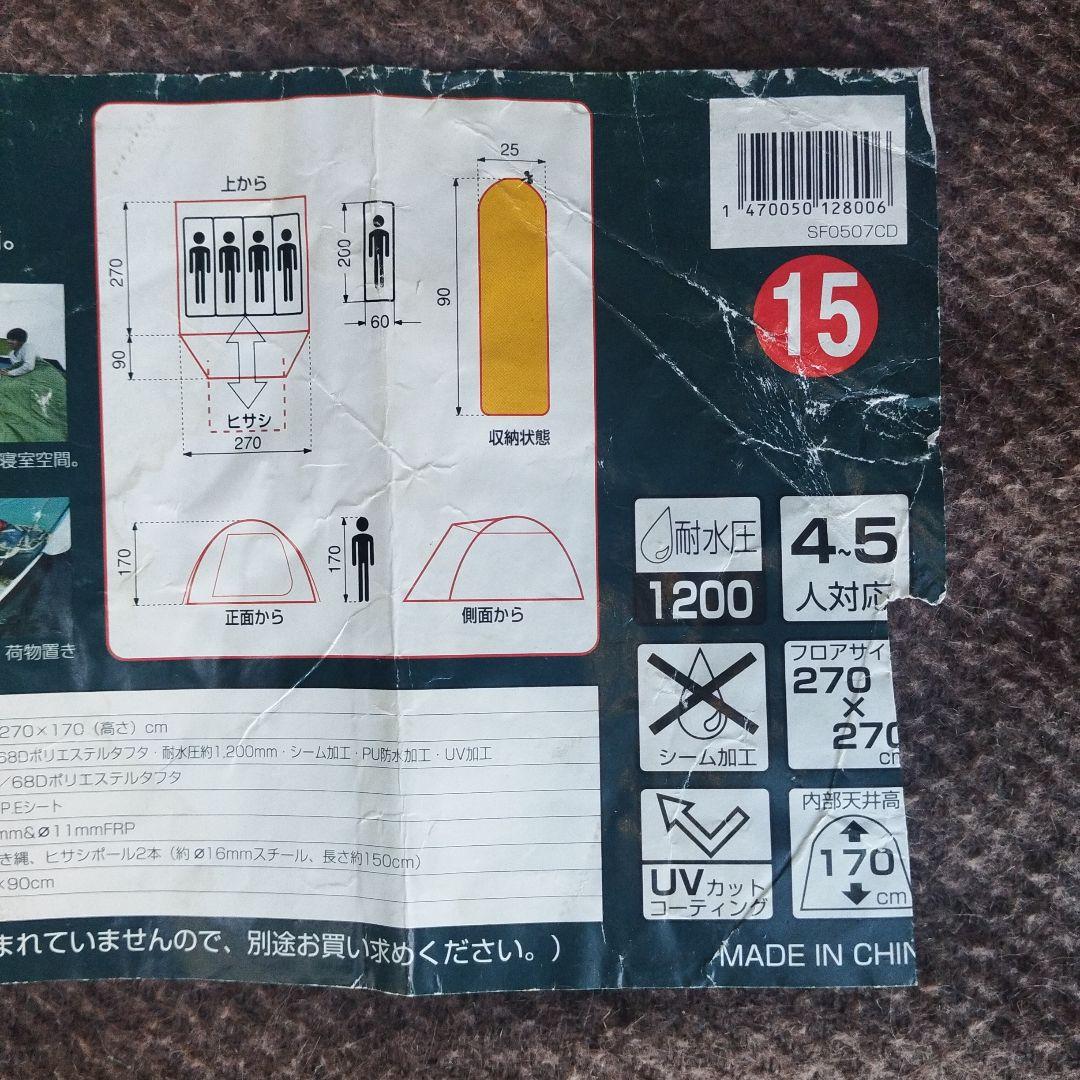 上から
270
90
ヒサシ
270
200
60
25
90
収納状態
170
正面から
170
側面から
1 470050 128006
SF0507CD
15
。
寝室空間。
荷物置き
耐水圧
1200
4~5
人対応
シーム加工
フロアサイ
270
×
270
cm
UVカット
コーティング
内部天井高
170
cm
270×170（高さ）cm
68Dポリエステルタフタ・耐水圧約1,200mm・シーム加工・PU防水加工・UV加工
／68Dポリエステルタフタ
P.Eシート
mm&ø11mmFRP
き縄、ヒサシポール2本（約ø16mmスチール、長さ約150cm）
×90cm
まれていませんので、別途お買い求めください。）
MADE IN CHIN